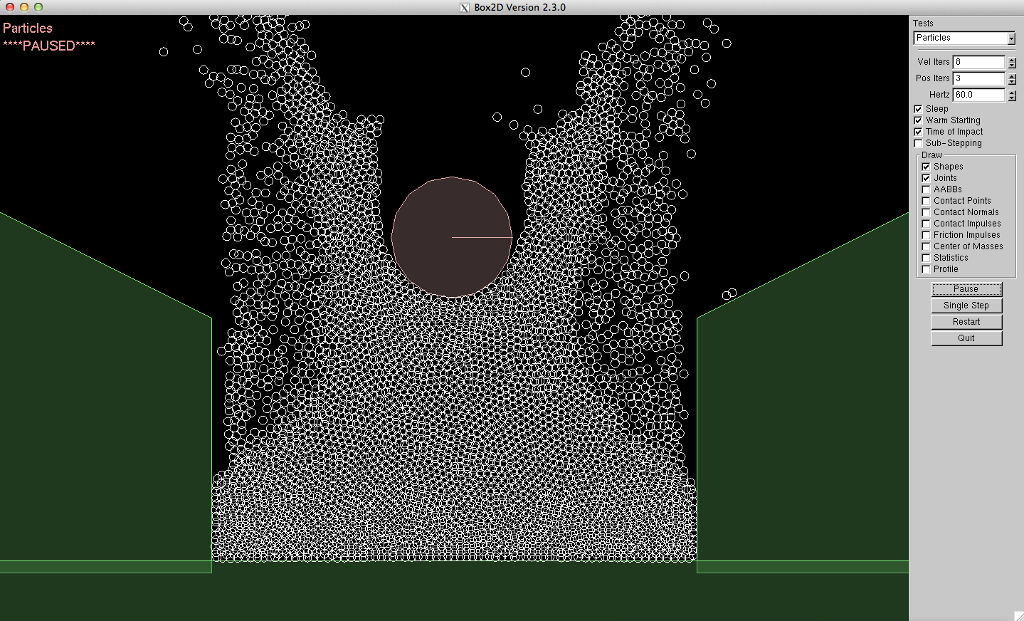 Box2D Version 2.3.0
Particles
****PAUSED****
Tests
Particles
Vel Iters 8
Pos Iters 3
Hertz 60.0
Sleep
Warm Starting
Time of Impact
Sub-Stepping
Draw
Shapes
Joints
AABBs
Contact Points
Contact Normals
Contact Impulses
Friction Impulses
Center of Masses
Statistics
Profile
Pause
Single Step
Restart
Quit